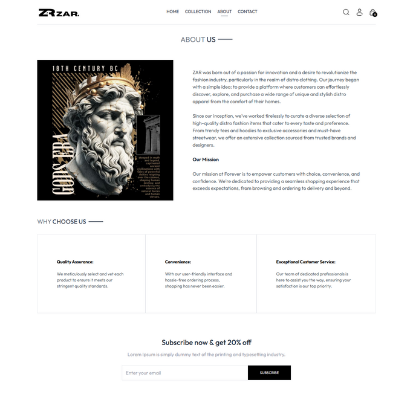 ZAR.
HOME COLLECTION ABOUT CONTACT
ABOUT US
18TH CENTURY BC
GODS ARE
ZAR was born out of a passion for innovation and a desire to revolutionize the
fashion industry, particularly in the realm of distro clothing. Our journey began
with a simple idea: to provide a platform where customers can effortlessly
discover, explore, and purchase a wide range of unique and stylish distro
apparel from the comfort of their homes.
Since our inception, we've worked tirelessly to curate a diverse selection of
high-quality distro fashion items that cater to every taste and preference.
From trendy tees and hoodies to exclusive accessories and must-have
streetwear, we offer an extensive collection sourced from trusted brands and
designers.
Our Mission
Our mission at Forever is to empower customers with choice, convenience, and
confidence. We're dedicated to providing a seamless shopping experience that
exceeds expectations, from browsing and ordering to delivery and beyond.
WHY CHOOSE US
Quality Assurance:
We meticulously select and vet each
product to ensure it meets our
stringent quality standards.
Convenience:
With our user-friendly interface and
hassle-free ordering process,
shopping has never been easier.
Exceptional Customer Service:
Our team of dedicated professionals is
here to assist you the way, ensuring your
satisfaction is our top priority.
Subscribe now & get 20% off
Lorem Ipsum is simply dummy text of the printing and typesetting industry.
Enter your email
SUBSCRIBE